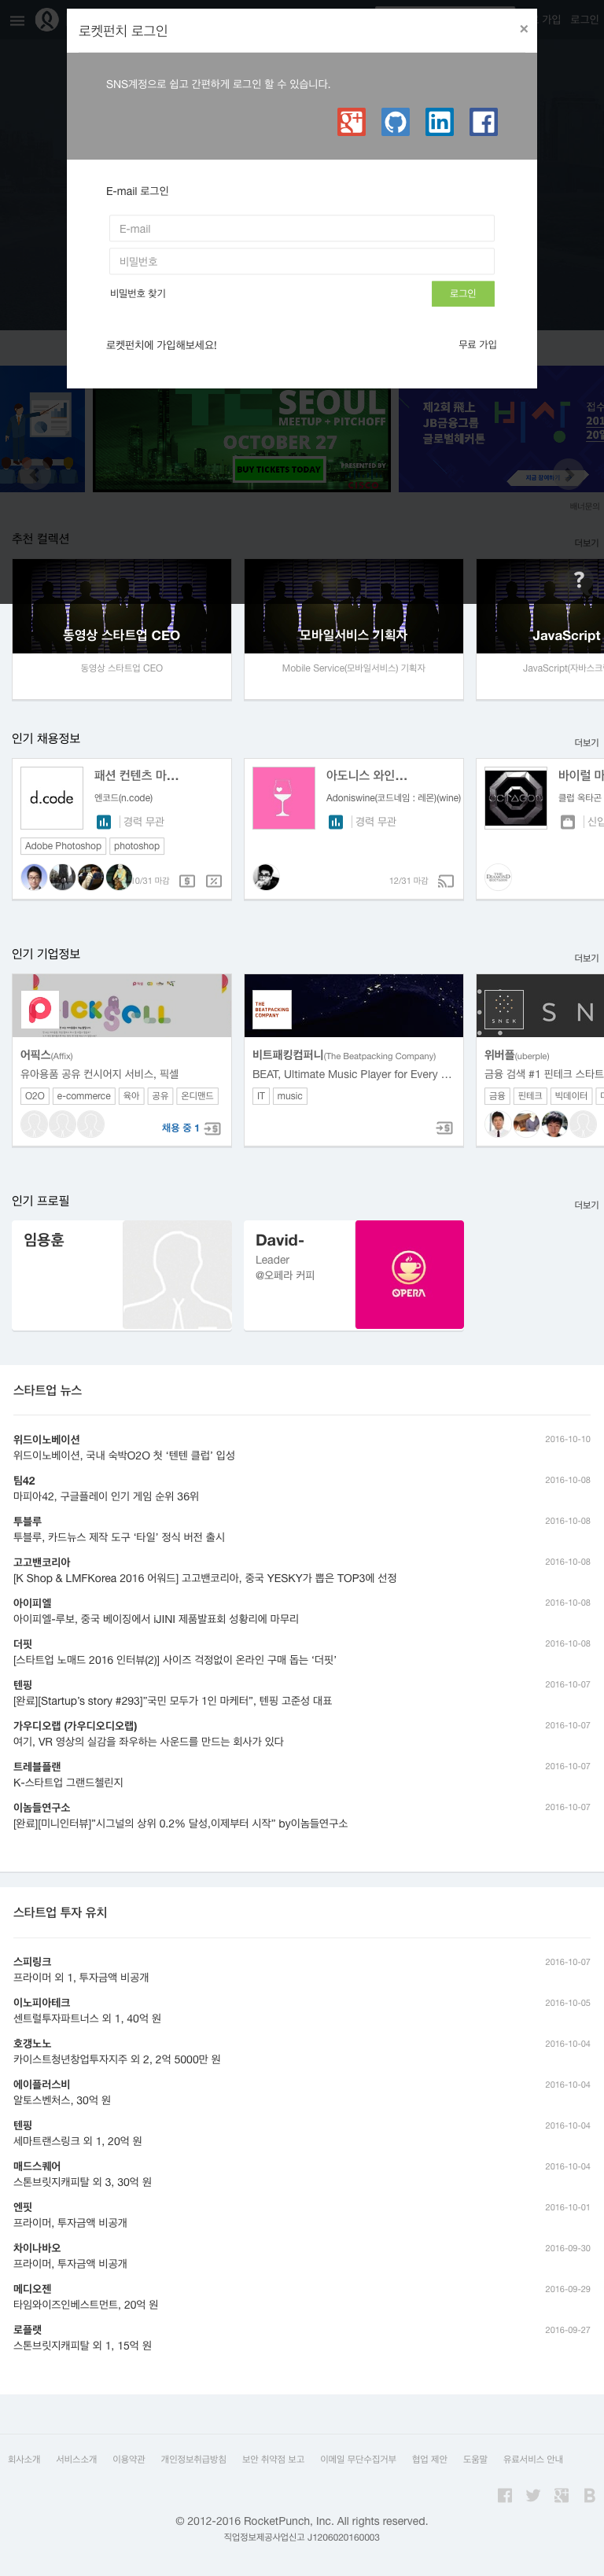 로켓펀치 로그인
×
가입 로그인
SNS계정으로 쉽고 간편하게 로그인 할 수 있습니다.
E-mail 로그인
E-mail
비밀번호
비밀번호 찾기
로그인
로켓펀치에 가입해보세요!
무료 가입
SEOUL
MEETUP + PITCHOFF
OCTOBER 27
BUY TICKETS TODAY
PRESENTED BY
제2회 飛上
JB금융그룹
글로벌해커톤
비상
접수
201
20일
지금 참여하기
배너문의
추천 컬렉션
더보기
동영상 스타트업 CEO
동영상 스타트업 CEO
모바일서비스 기획자
Mobile Service(모바일서비스) 기획자
?
JavaScript
JavaScript(자바스크
인기 채용정보
더보기
d.code
패션 컨텐츠 마...
엔코드(n.code)
경력 무관
Adobe Photoshop
photoshop
0/31 마감
아도니스 와인...
Adoniswine(코드네임 : 레몬)(wine)
경력 무관
12/31 마감
OCTAGON
바이럴 마
클럽 옥타곤
신입
인기 기업정보
더보기
PICKSELL
어픽스(Affix)
유아용품 공유 컨시어지 서비스, 픽셀
O2O
e-commerce
육아
공유
온디맨드
채용 중 1
THE
BEATPACKING
COMPANY
비트패킹컴퍼니(The Beatpacking Company)
BEAT, Ultimate Music Player for Every ...
IT
music
SNEK
S N
위버플(uberple)
금융 검색 #1 핀테크 스타트
금융
핀테크
빅데이터
인기 프로필
더보기
임용훈
David-
Leader
@오페라 커피
OPERA
스타트업 뉴스
위드이노베이션
2016-10-10
위드이노베이션, 국내 숙박O2O 첫 ‘텐텐 클럽’ 입성
팀42
2016-10-08
마피아42, 구글플레이 인기 게임 순위 36위
투블루
2016-10-08
투블루, 카드뉴스 제작 도구 ‘타일’ 정식 버전 출시
고고밴코리아
2016-10-08
[K Shop & LMFKorea 2016 어워드] 고고밴코리아, 중국 YESKY가 뽑은 TOP3에 선정
아이피엘
2016-10-08
아이피엘-루보, 중국 베이징에서 iJINI 제품발표회 성황리에 마무리
더핏
2016-10-08
[스타트업 노매드 2016 인터뷰(2)] 사이즈 걱정없이 온라인 구매 돕는 ‘더핏’
텐핑
2016-10-07
[완료][Startup’s story #293]”국민 모두가 1인 마케터”, 텐핑 고준성 대표
가우디오랩 (가우디오디오랩)
2016-10-07
여기, VR 영상의 실감을 좌우하는 사운드를 만드는 회사가 있다
트레블플랜
2016-10-07
K-스타트업 그랜드챌린지
이놈들연구소
2016-10-07
[완료][미니인터뷰]”시그널의 상위 0.2% 달성,이제부터 시작” by이놈들연구소
스타트업 투자 유치
스피링크
2016-10-07
프라이머 외 1, 투자금액 비공개
이노피아테크
2016-10-05
센트럴투자파트너스 외 1, 40억 원
호갱노노
2016-10-04
카이스트청년창업투자지주 외 2, 2억 5000만 원
에이플러스비
2016-10-04
알토스벤처스, 30억 원
텐핑
2016-10-04
세마트랜스링크 외 1, 20억 원
매드스퀘어
2016-10-04
스톤브릿지캐피탈 외 3, 30억 원
엔핏
2016-10-01
프라이머, 투자금액 비공개
차이나바오
2016-09-30
프라이머, 투자금액 비공개
메디오젠
2016-09-29
타임와이즈인베스트먼트, 20억 원
로플랫
2016-09-27
스톤브릿지캐피탈 외 1, 15억 원
회사소개 서비스소개 이용약관 개인정보취급방침 보안 취약점 보고 이메일 무단수집거부 협업 제안 도움말 유료서비스 안내
© 2012-2016 RocketPunch, Inc. All rights reserved.
직업정보제공사업신고 J1206020160003